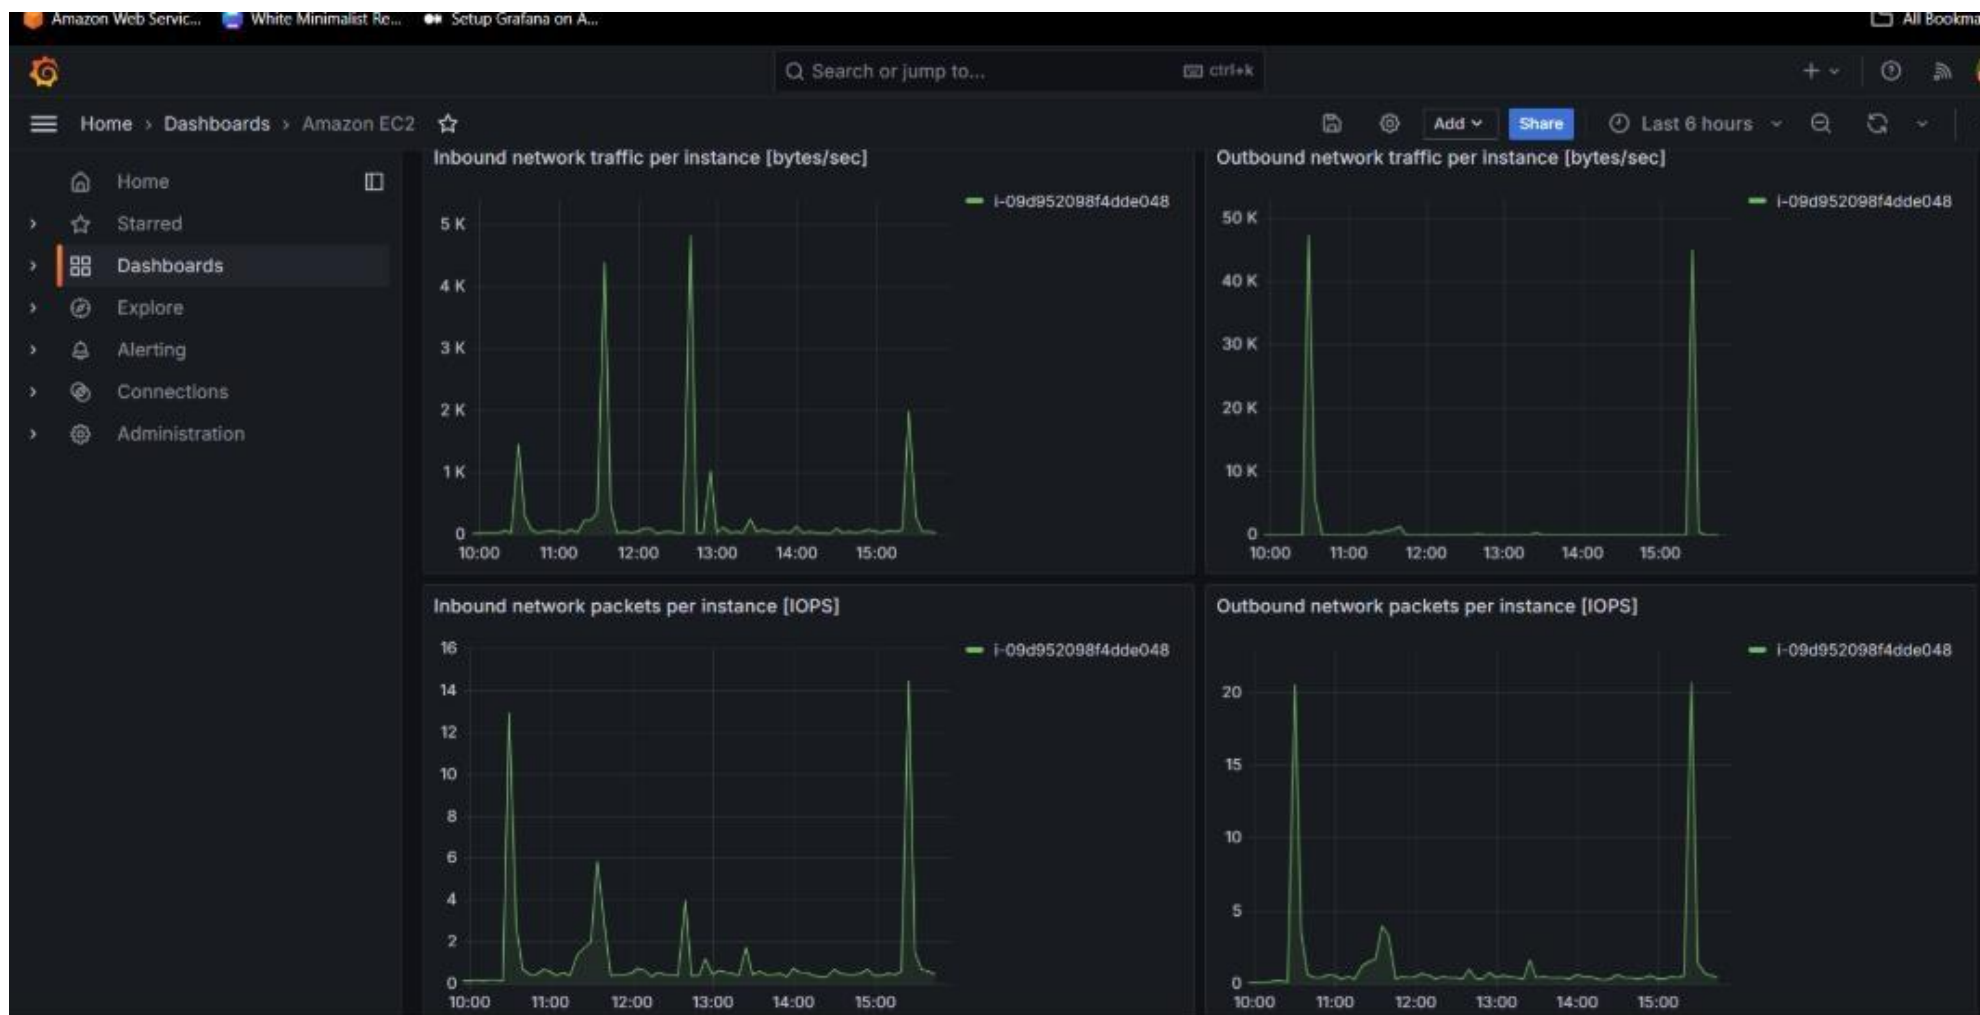 Amazon Web Servic... White Minimalist Re... Setup Grafana on A... All Bookma
Search or jump to... ctrl+k
Home › Dashboards › Amazon EC2 Add Share Last 6 hours
Home
Starred
Dashboards
Explore
Alerting
Connections
Administration
Inbound network traffic per instance [bytes/sec]
i-09d952098f4dde048
5 K
4 K
3 K
2 K
1 K
0
10:00 11:00 12:00 13:00 14:00 15:00
Outbound network traffic per instance [bytes/sec]
i-09d952098f4dde048
50 K
40 K
30 K
20 K
10 K
0
10:00 11:00 12:00 13:00 14:00 15:00
Inbound network packets per instance [IOPS]
i-09d952098f4dde048
16
14
12
10
8
6
4
2
0
10:00 11:00 12:00 13:00 14:00 15:00
Outbound network packets per instance [IOPS]
i-09d952098f4dde048
20
15
10
5
0
10:00 11:00 12:00 13:00 14:00 15:00